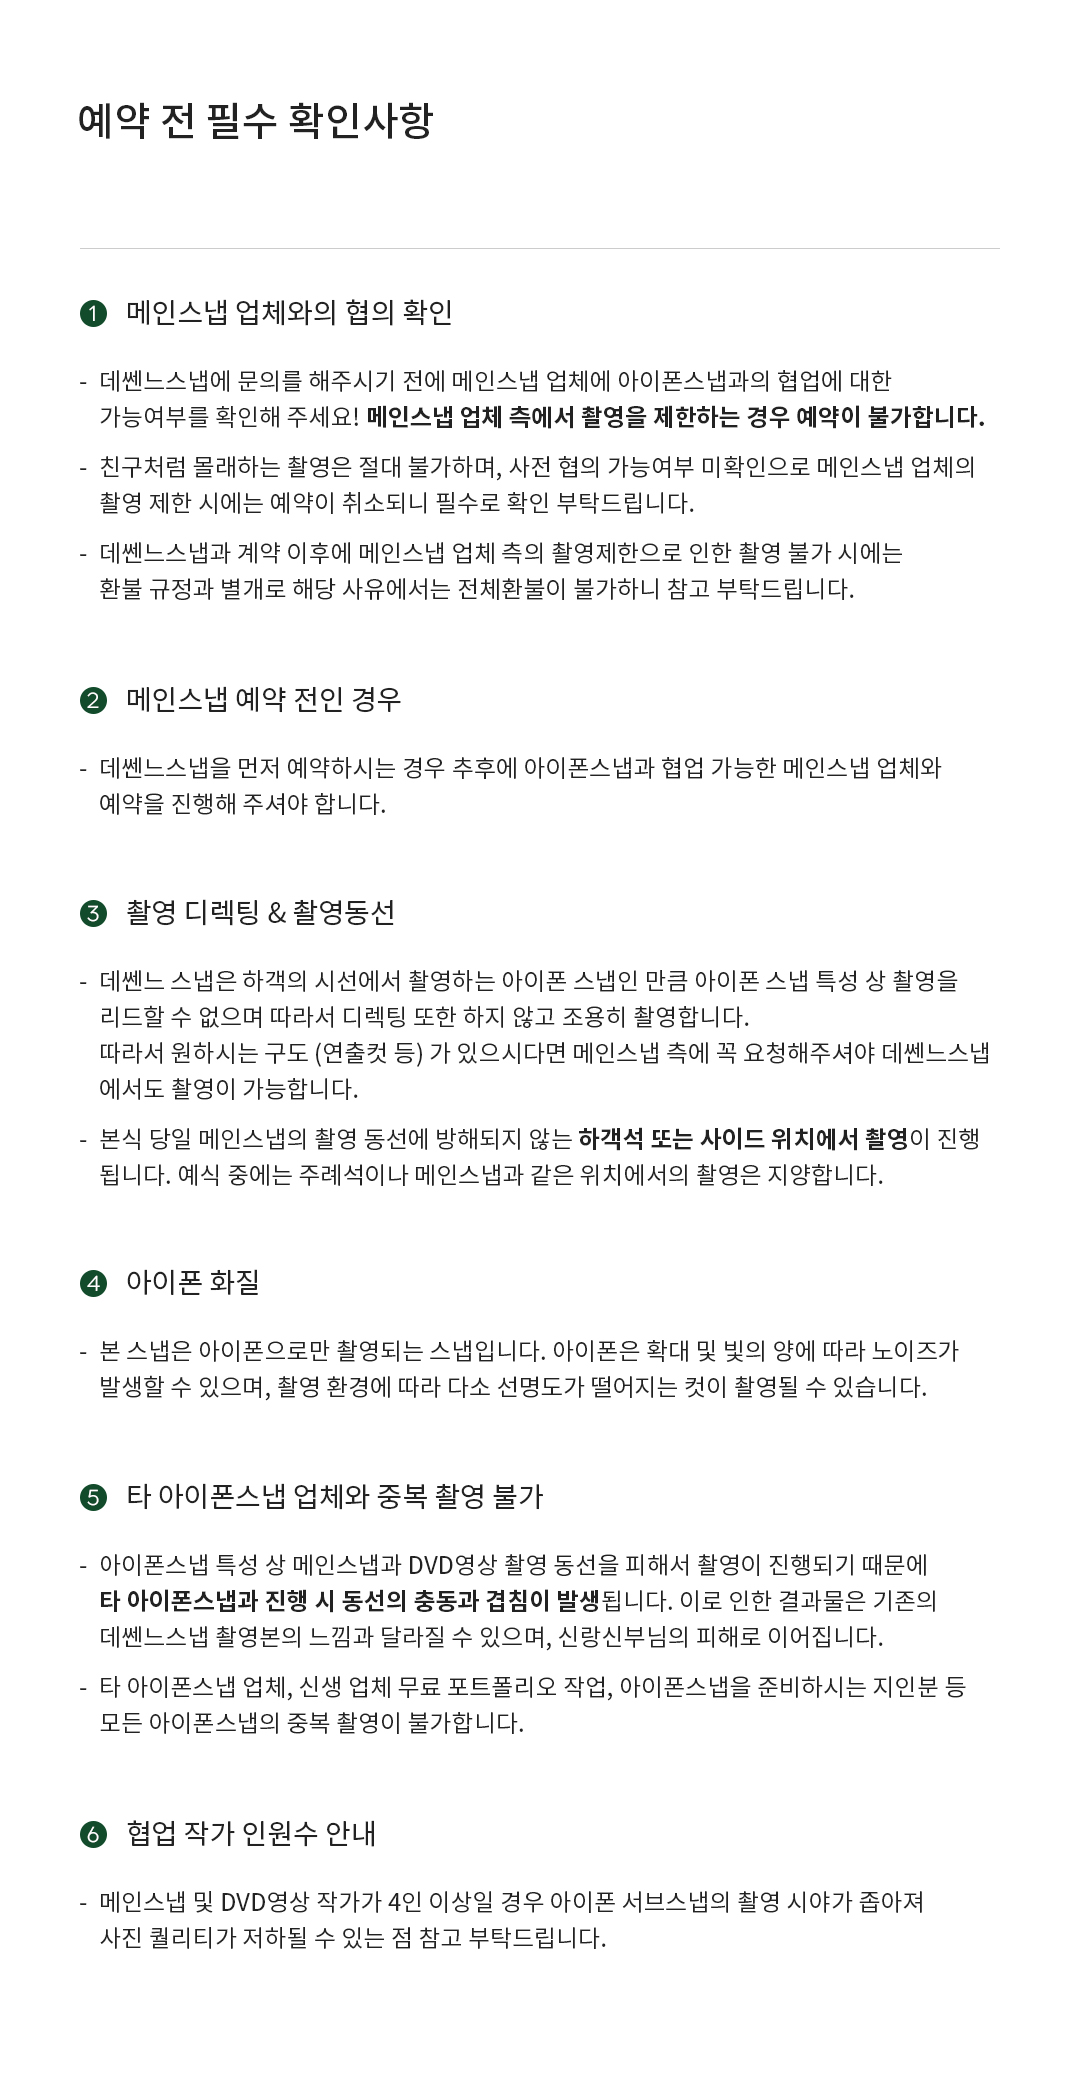 예약 전 필수 확인사항
1 메인스냅 업체와의 협의 확인
- 데쎈느스냅에 문의를 해주시기 전에 메인스냅 업체에 아이폰스냅과의 협업에 대한
가능여부를 확인해 주세요! 메인스냅 업체 측에서 촬영을 제한하는 경우 예약이 불가합니다.
- 친구처럼 몰래하는 촬영은 절대 불가하며, 사전 협의 가능여부 미확인으로 메인스냅 업체의
촬영 제한 시에는 예약이 취소되니 필수로 확인 부탁드립니다.
- 데쎈느스냅과 계약 이후에 메인스냅 업체 측의 촬영제한으로 인한 촬영 불가 시에는
환불 규정과 별개로 해당 사유에서는 전체환불이 불가하니 참고 부탁드립니다.
2 메인스냅 예약 전인 경우
- 데쎈느스냅을 먼저 예약하시는 경우 추후에 아이폰스냅과 협업 가능한 메인스냅 업체와
예약을 진행해 주셔야 합니다.
3 촬영 디렉팅 & 촬영동선
- 데쎈느 스냅은 하객의 시선에서 촬영하는 아이폰 스냅인 만큼 아이폰 스냅 특성 상 촬영을
리드할 수 없으며 따라서 디렉팅 또한 하지 않고 조용히 촬영합니다.
따라서 원하시는 구도 (연출컷 등) 가 있으시다면 메인스냅 측에 꼭 요청해주셔야 데쎈느스냅
에서도 촬영이 가능합니다.
- 본식 당일 메인스냅의 촬영 동선에 방해되지 않는 하객석 또는 사이드 위치에서 촬영이 진행
됩니다. 예식 중에는 주례석이나 메인스냅과 같은 위치에서의 촬영은 지양합니다.
4 아이폰 화질
- 본 스냅은 아이폰으로만 촬영되는 스냅입니다. 아이폰은 확대 및 빛의 양에 따라 노이즈가
발생할 수 있으며, 촬영 환경에 따라 다소 선명도가 떨어지는 컷이 촬영될 수 있습니다.
5 타 아이폰스냅 업체와 중복 촬영 불가
- 아이폰스냅 특성 상 메인스냅과 DVD영상 촬영 동선을 피해서 촬영이 진행되기 때문에
타 아이폰스냅과 진행 시 동선의 충동과 겹침이 발생됩니다. 이로 인한 결과물은 기존의
데쎈느스냅 촬영본의 느낌과 달라질 수 있으며, 신랑신부님의 피해로 이어집니다.
- 타 아이폰스냅 업체, 신생 업체 무료 포트폴리오 작업, 아이폰스냅을 준비하시는 지인분 등
모든 아이폰스냅의 중복 촬영이 불가합니다.
6 협업 작가 인원수 안내
- 메인스냅 및 DVD영상 작가가 4인 이상일 경우 아이폰 서브스냅의 촬영 시야가 좁아져
사진 퀄리티가 저하될 수 있는 점 참고 부탁드립니다.